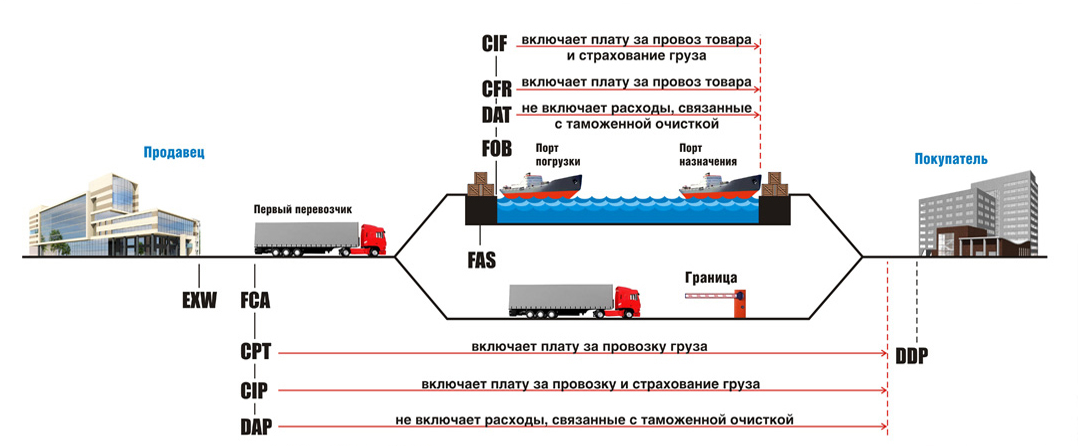 CIF включает плату за провоз товара
и страхование груза
CFR включает плату за провоз товара
DAT не включает расходы, связанные
с таможенной очисткой
FOB
Порт
погрузки
Порт
назначения
Продавец
Покупатель
Первый перевозчик
FAS
Граница
EXW
FCA
CPT включает плату за провозку груза
DDP
CIP включает плату за провозку и страхование груза
DAP не включает расходы, связанные с таможенной очисткой